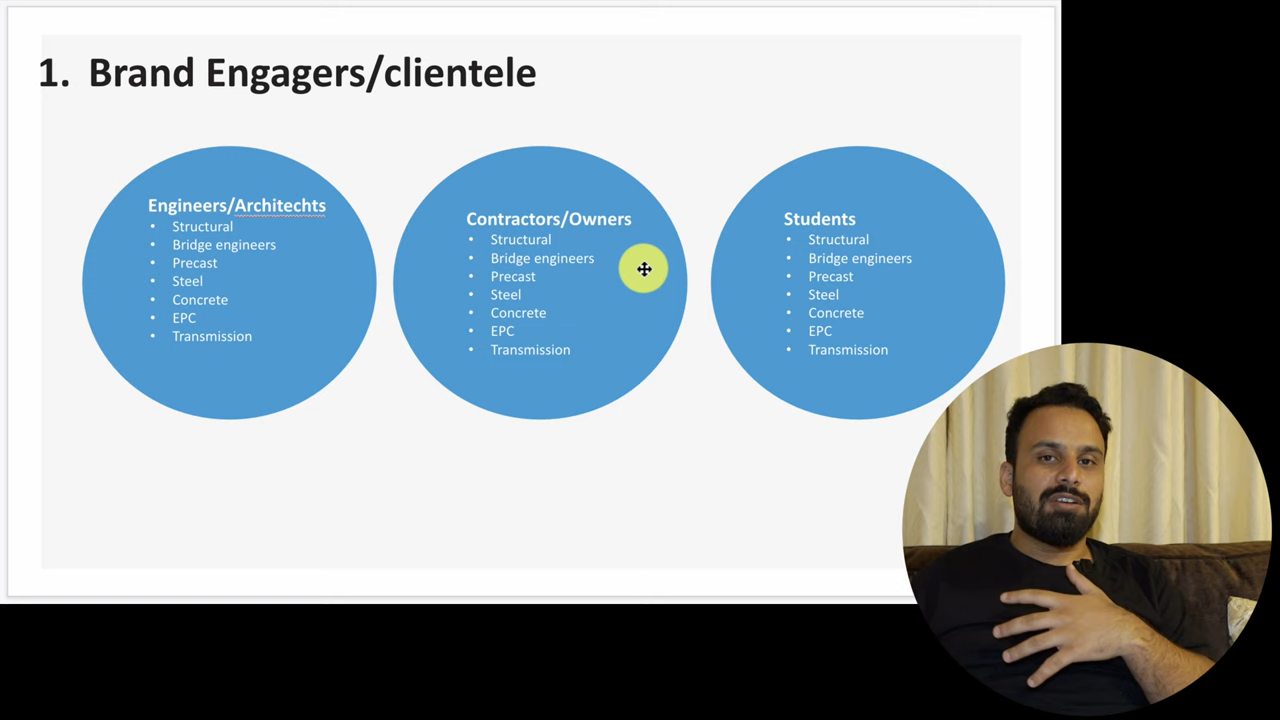 1. Brand Engagers/clientele
Engineers/Architechts
• Structural
• Bridge engineers
• Precast
• Steel
• Concrete
• EPC
• Transmission
Contractors/Owners
• Structural
• Bridge engineers
• Precast
• Steel
• Concrete
• EPC
• Transmission
Students
• Structural
• Bridge engineers
• Precast
• Steel
• Concrete
• EPC
• Transmission